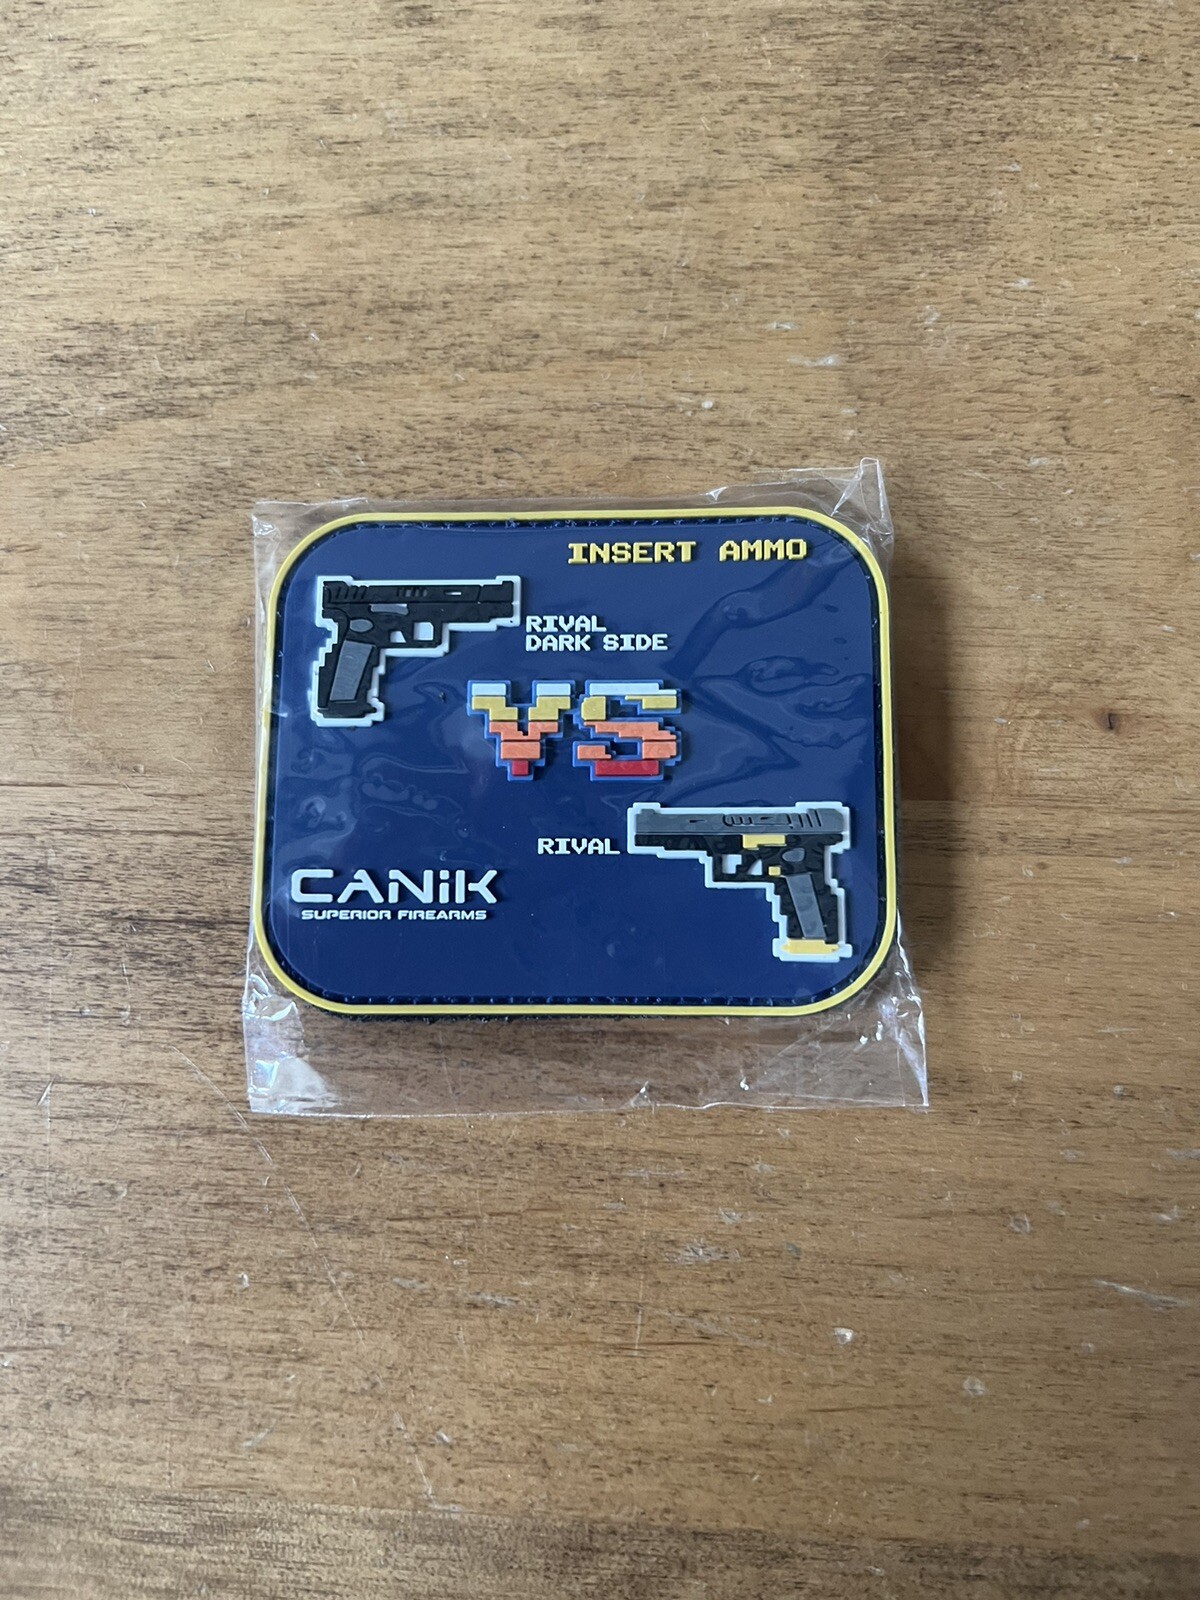 INSERT AMMO
RIVAL
DARK SIDE
VS
RIVAL
CANiK
SUPERIOR FIREARMS